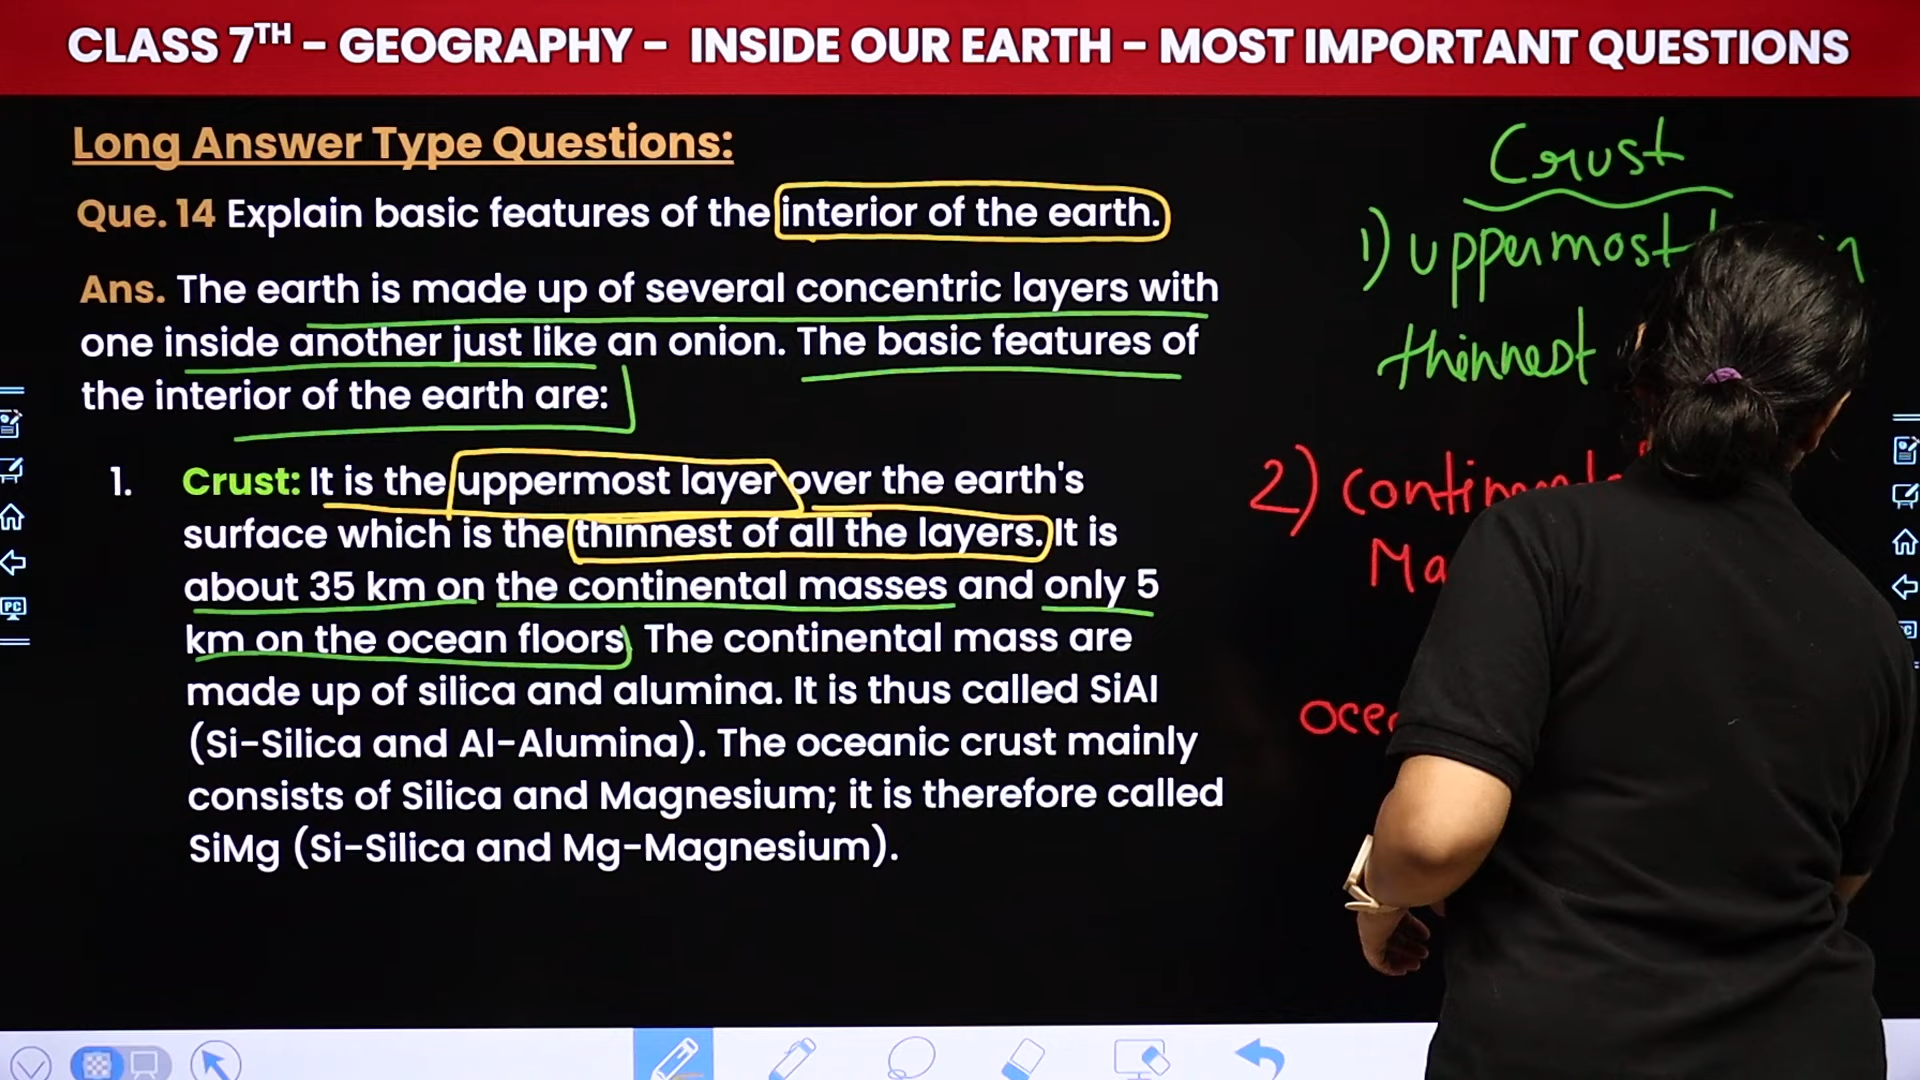 CLASS 7TH – GEOGRAPHY – INSIDE OUR EARTH – MOST IMPORTANT QUESTIONS
Long Answer Type Questions:
Que. 14 Explain basic features of the interior of the earth.
Ans. The earth is made up of several concentric layers with
one inside another just like an onion. The basic features of
the interior of the earth are:
1. Crust: It is the uppermost layer over the earth's
surface which is the thinnest of all the layers. It is
about 35 km on the continental masses and only 5
km on the ocean floors. The continental mass are
made up of silica and alumina. It is thus called SiAl
(Si-Silica and Al-Alumina). The oceanic crust mainly
consists of Silica and Magnesium; it is therefore called
SiMg (Si-Silica and Mg-Magnesium).
Crust
1) uppermost
thinnest
2)
PC